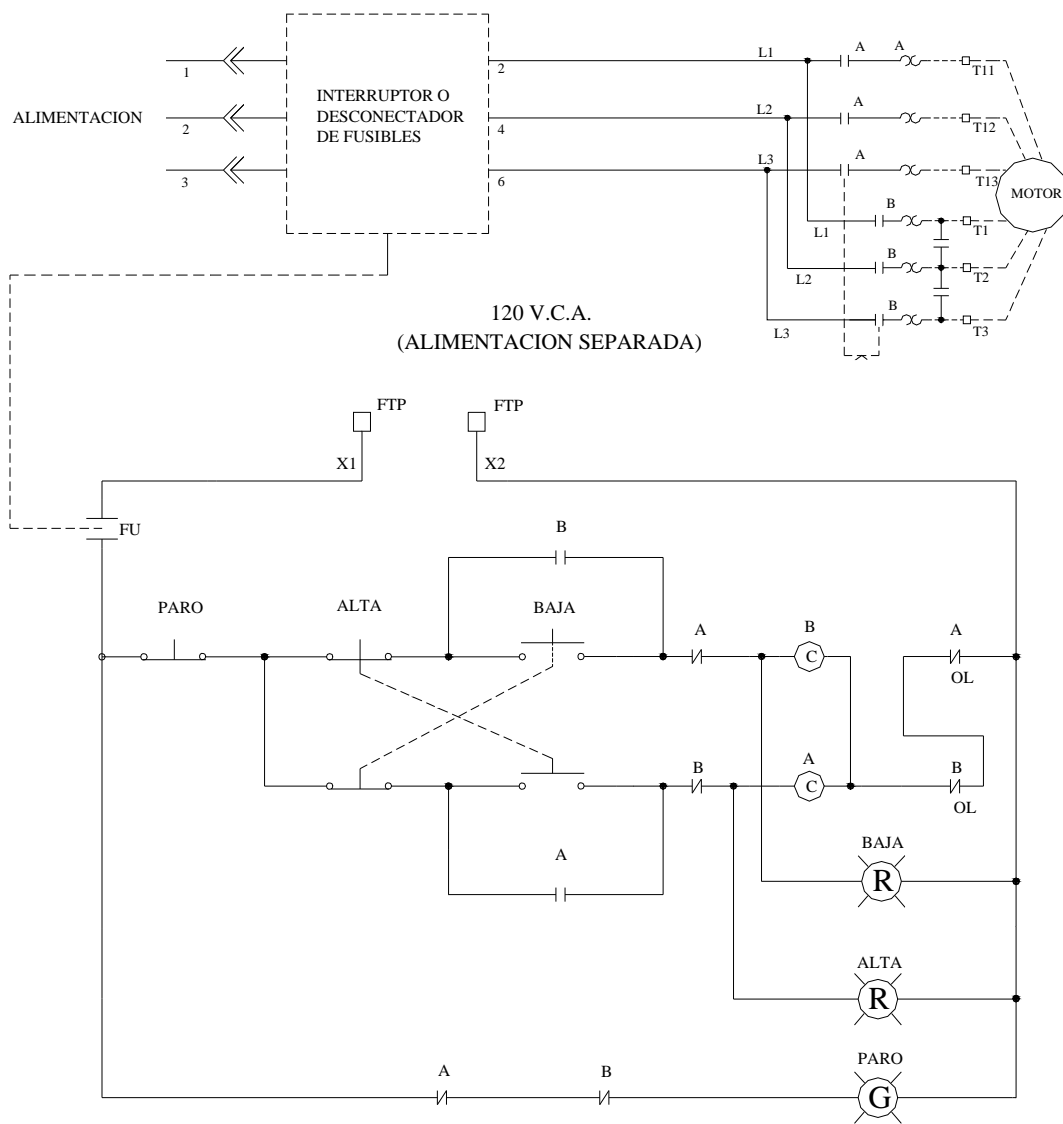 L1 A A
1 2 T11
INTERRUPTOR O
DESCONECTADOR
DE FUSIBLES
ALIMENTACION
L2 A
2 4 T12
L3 A
3 6 T13
MOTOR
B
L1 T1
B
L2 T2
B
L3 T3
120 V.C.A.
(ALIMENTACION SEPARADA)
FTP FTP
X1 X2
FU
B
PARO ALTA BAJA A B A
C
OL
B A B
C
OL
A
BAJA
R
ALTA
R
PARO
A B
G